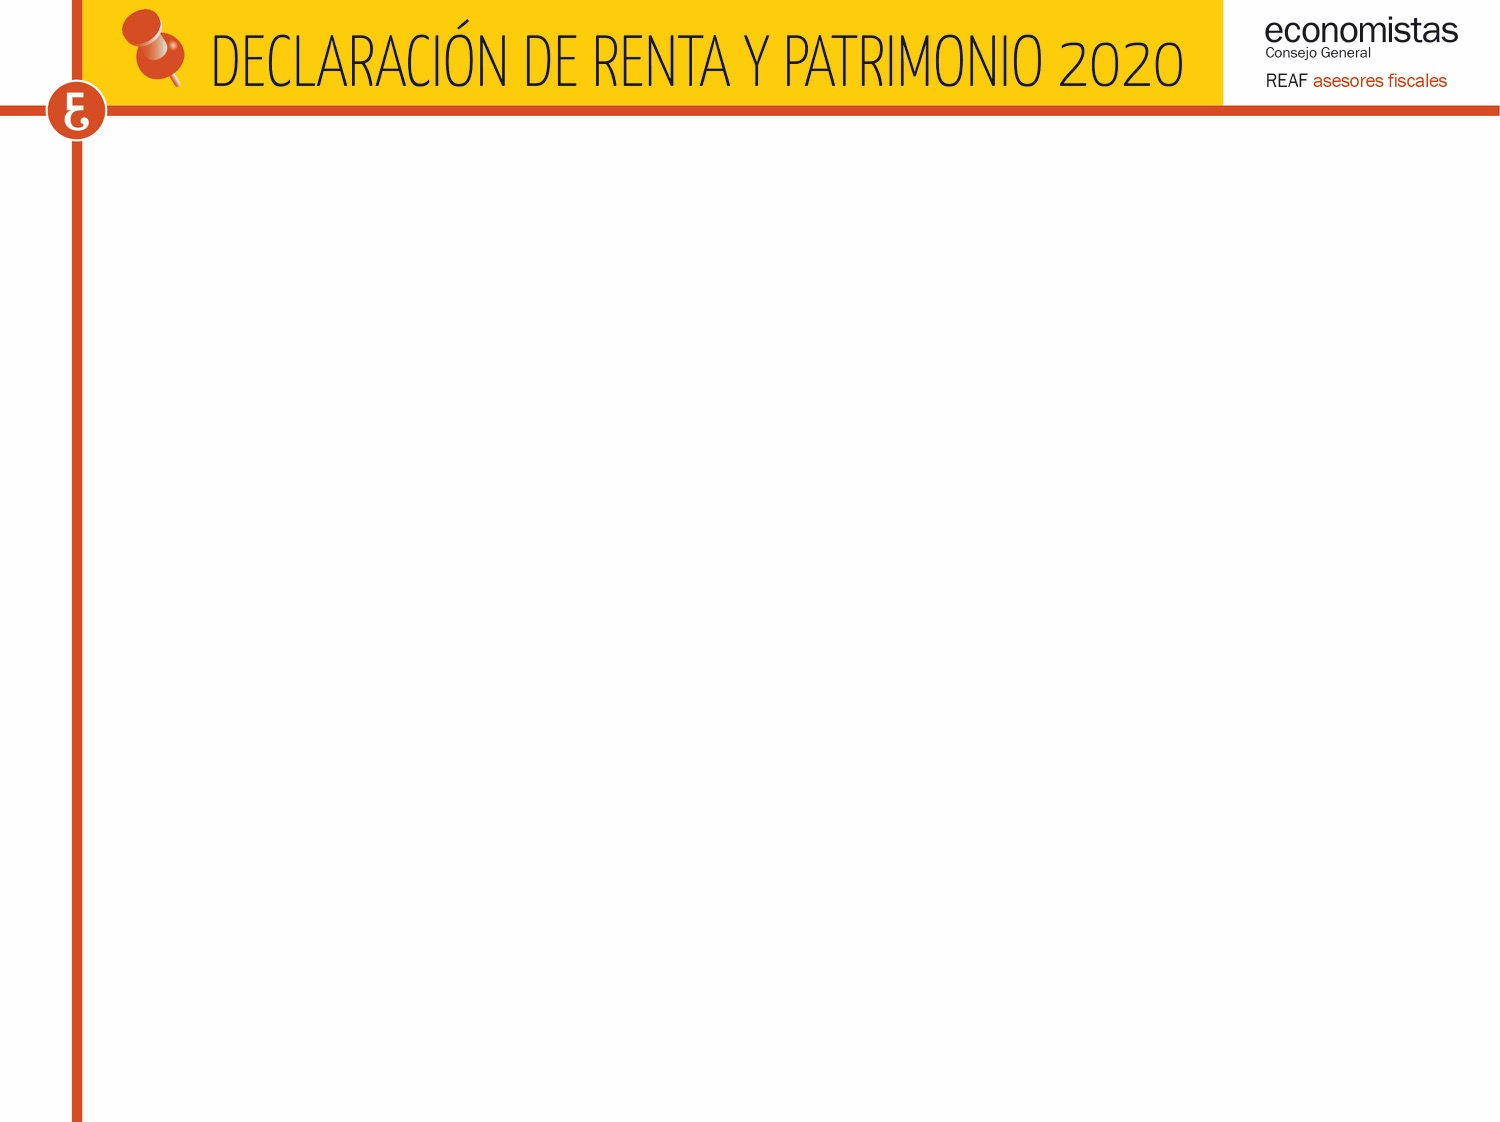 DECLARACIÓN DE RENTA Y PATRIMONIO 2020
economistas
Consejo General
REAF asesores fiscales